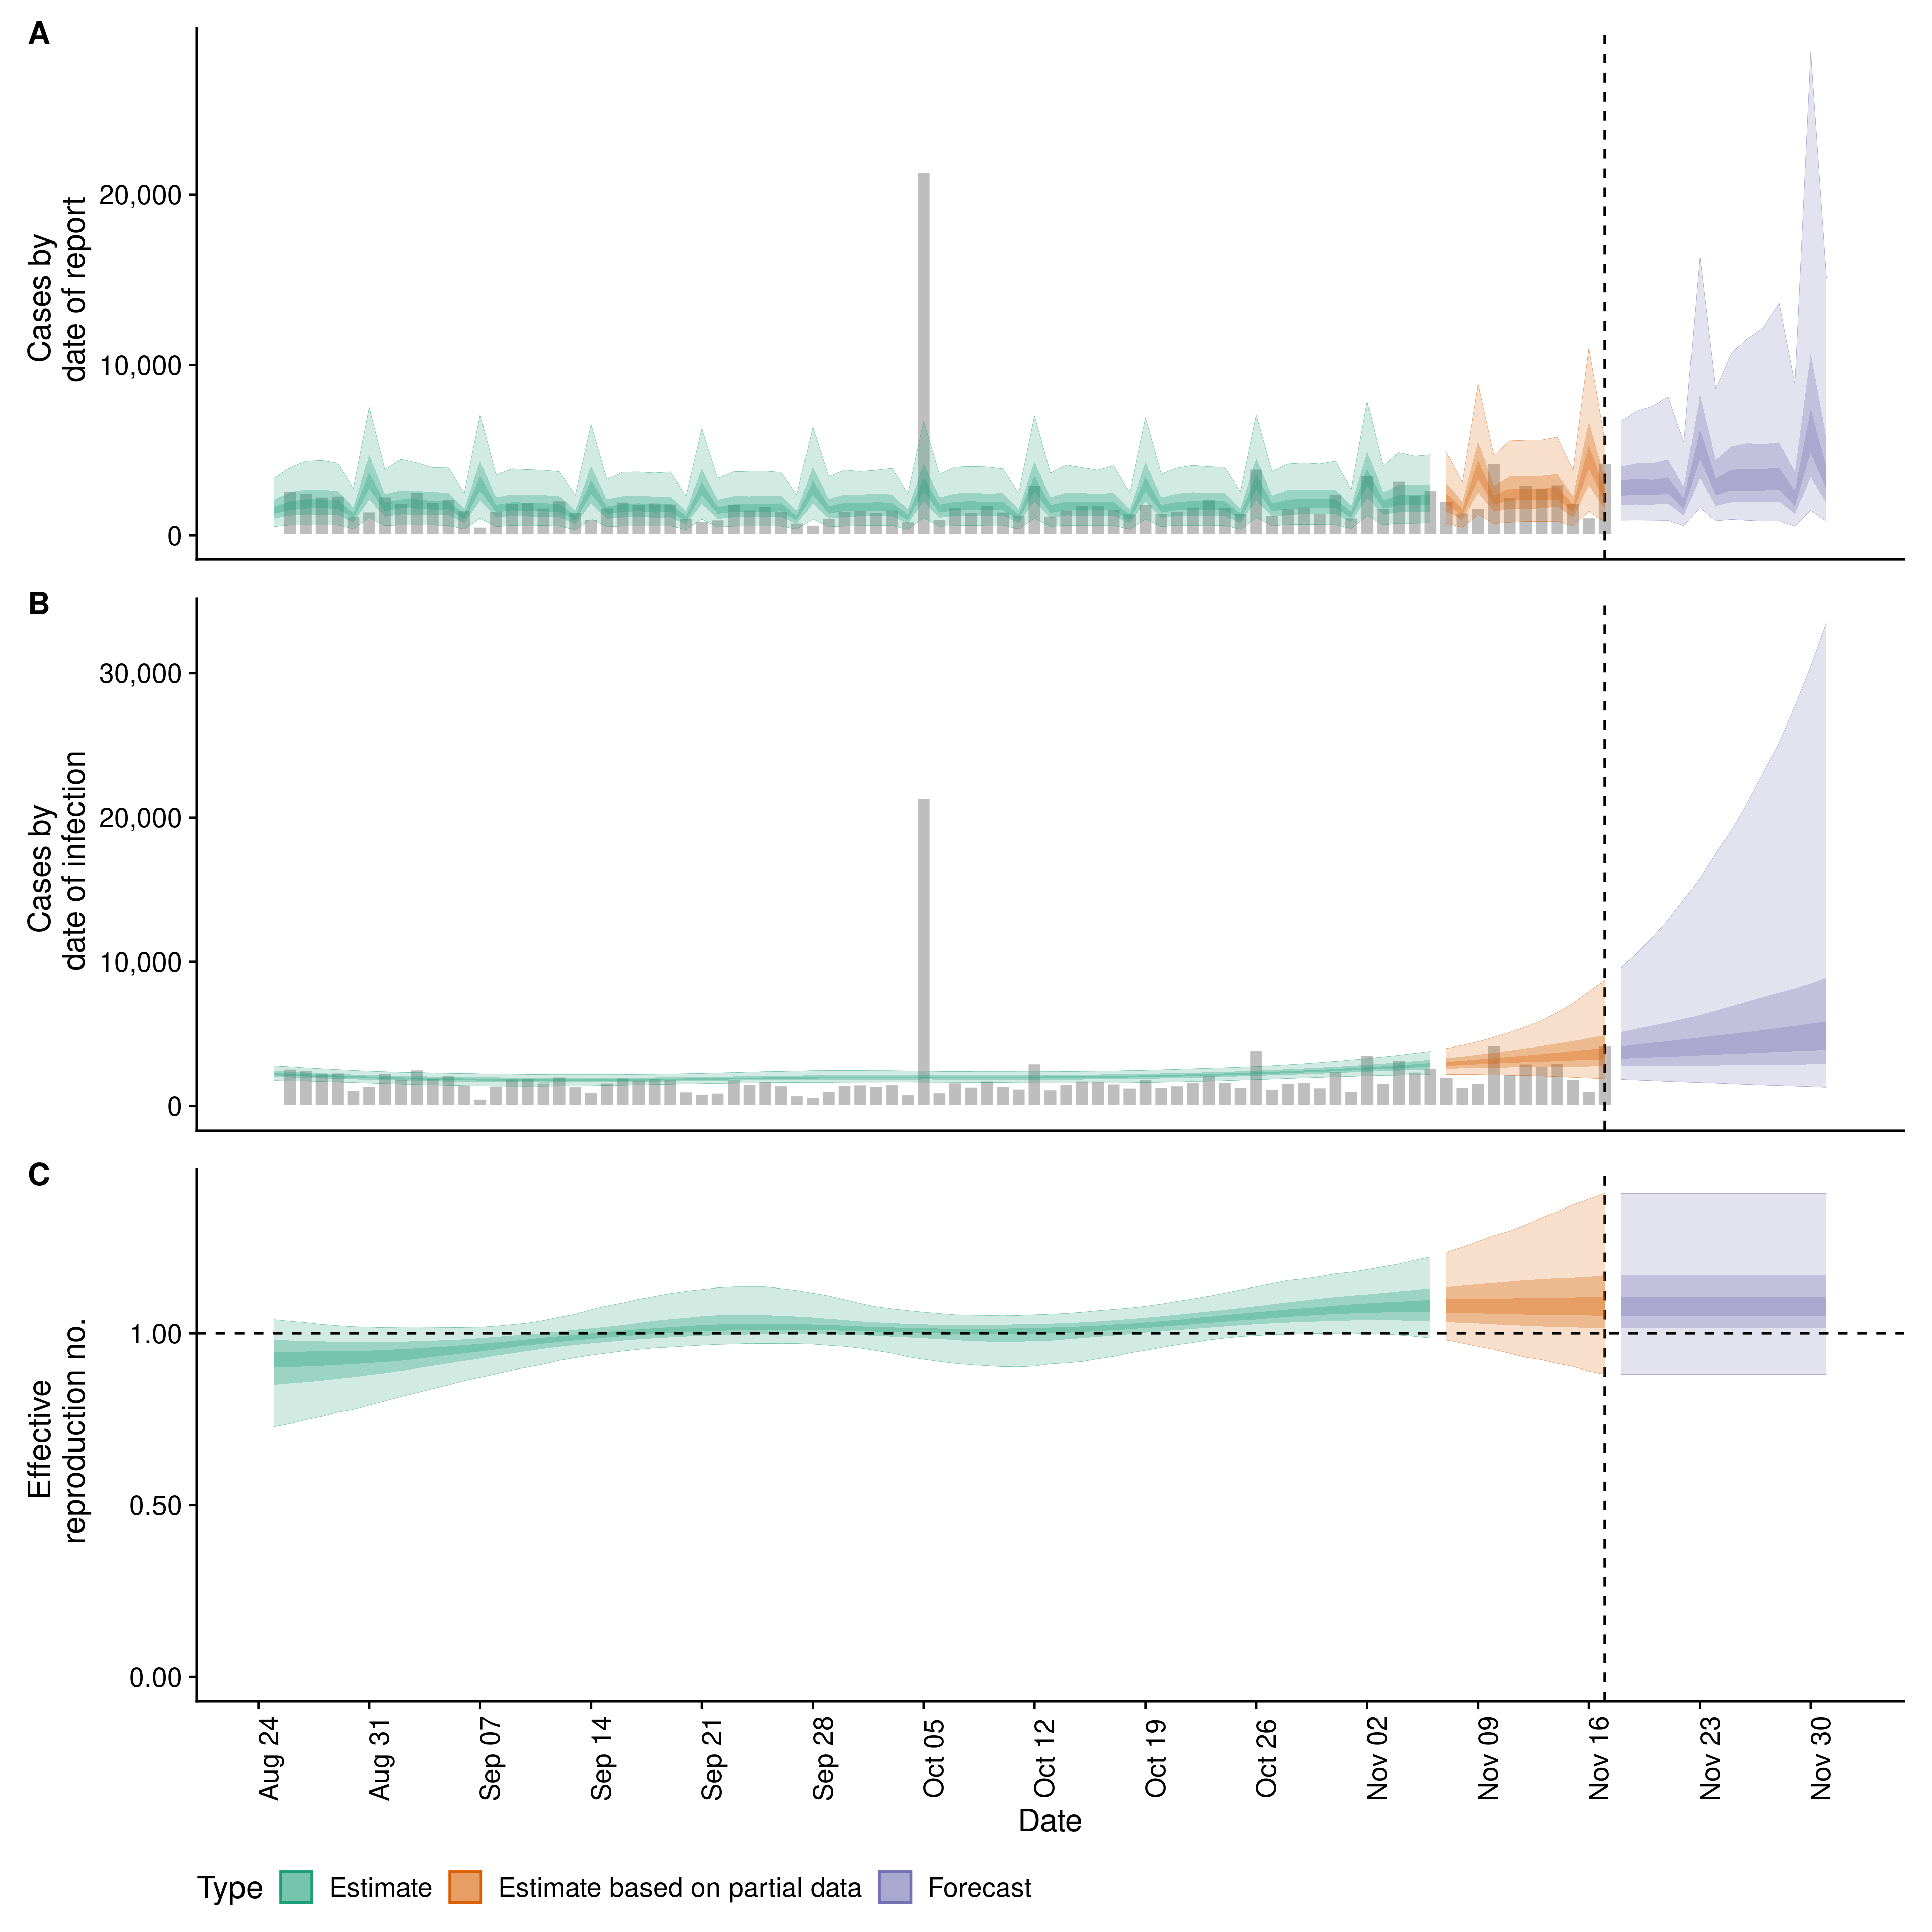 A
Cases by
date of report
20,000
10,000
0
B
Cases by
date of infection
30,000
20,000
10,000
0
C
Effective
reproduction no.
1.00
0.50
0.00
Aug 24
Aug 31
Sep 07
Sep 14
Sep 21
Sep 28
Oct 05
Oct 12
Oct 19
Oct 26
Nov 02
Nov 09
Nov 16
Nov 23
Nov 30
Date
Type Estimate Estimate based on partial data Forecast